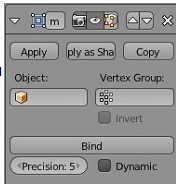 m
Apply
ply as Sha
Copy
Object:
Vertex Group:
Invert
Bind
Precision: 5
Dynamic